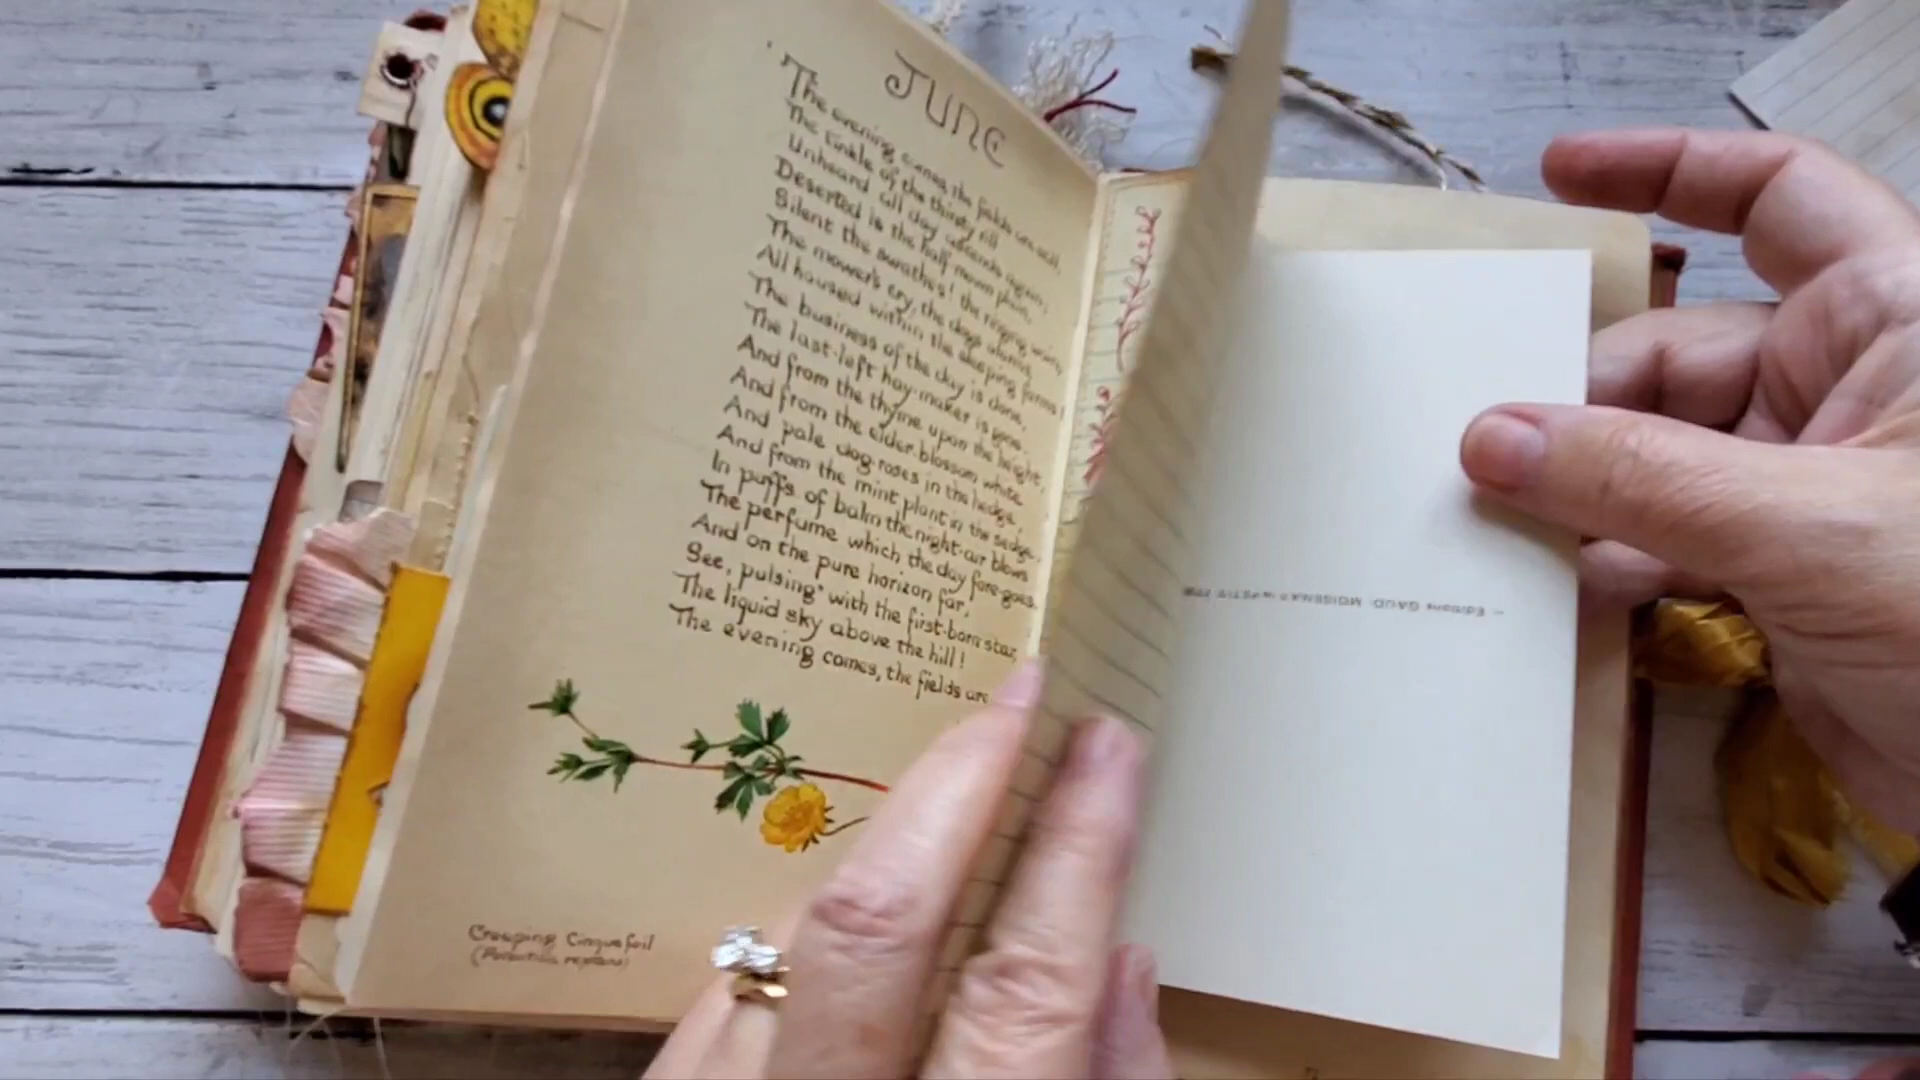 JUNE
'The evening comes, the fields are still,
The tinkle of the thirsty rill
Unheard all day ascends again;
Deserted is the half mown plain,
Silent the swathes! the ringing wain,
The mower's cry, the dogs alarms
All housed within the sleeping farms!
The business of the day is done,
The last-left hay-maker is gone.
And from the thyme upon the height,
And from the elder-blossom white
And pale dog-roses in the hedge
And from the mint plant in the sedge,
In puffs of balm the night-air blows
The perfume which the day fore-goes.
And on the pure horizon far,
See, pulsing with the first-born star,
The liquid sky above the hill!
The evening comes, the fields are
Creeping Cinquefoil
(Potentilla reptans)
Editions GAUD